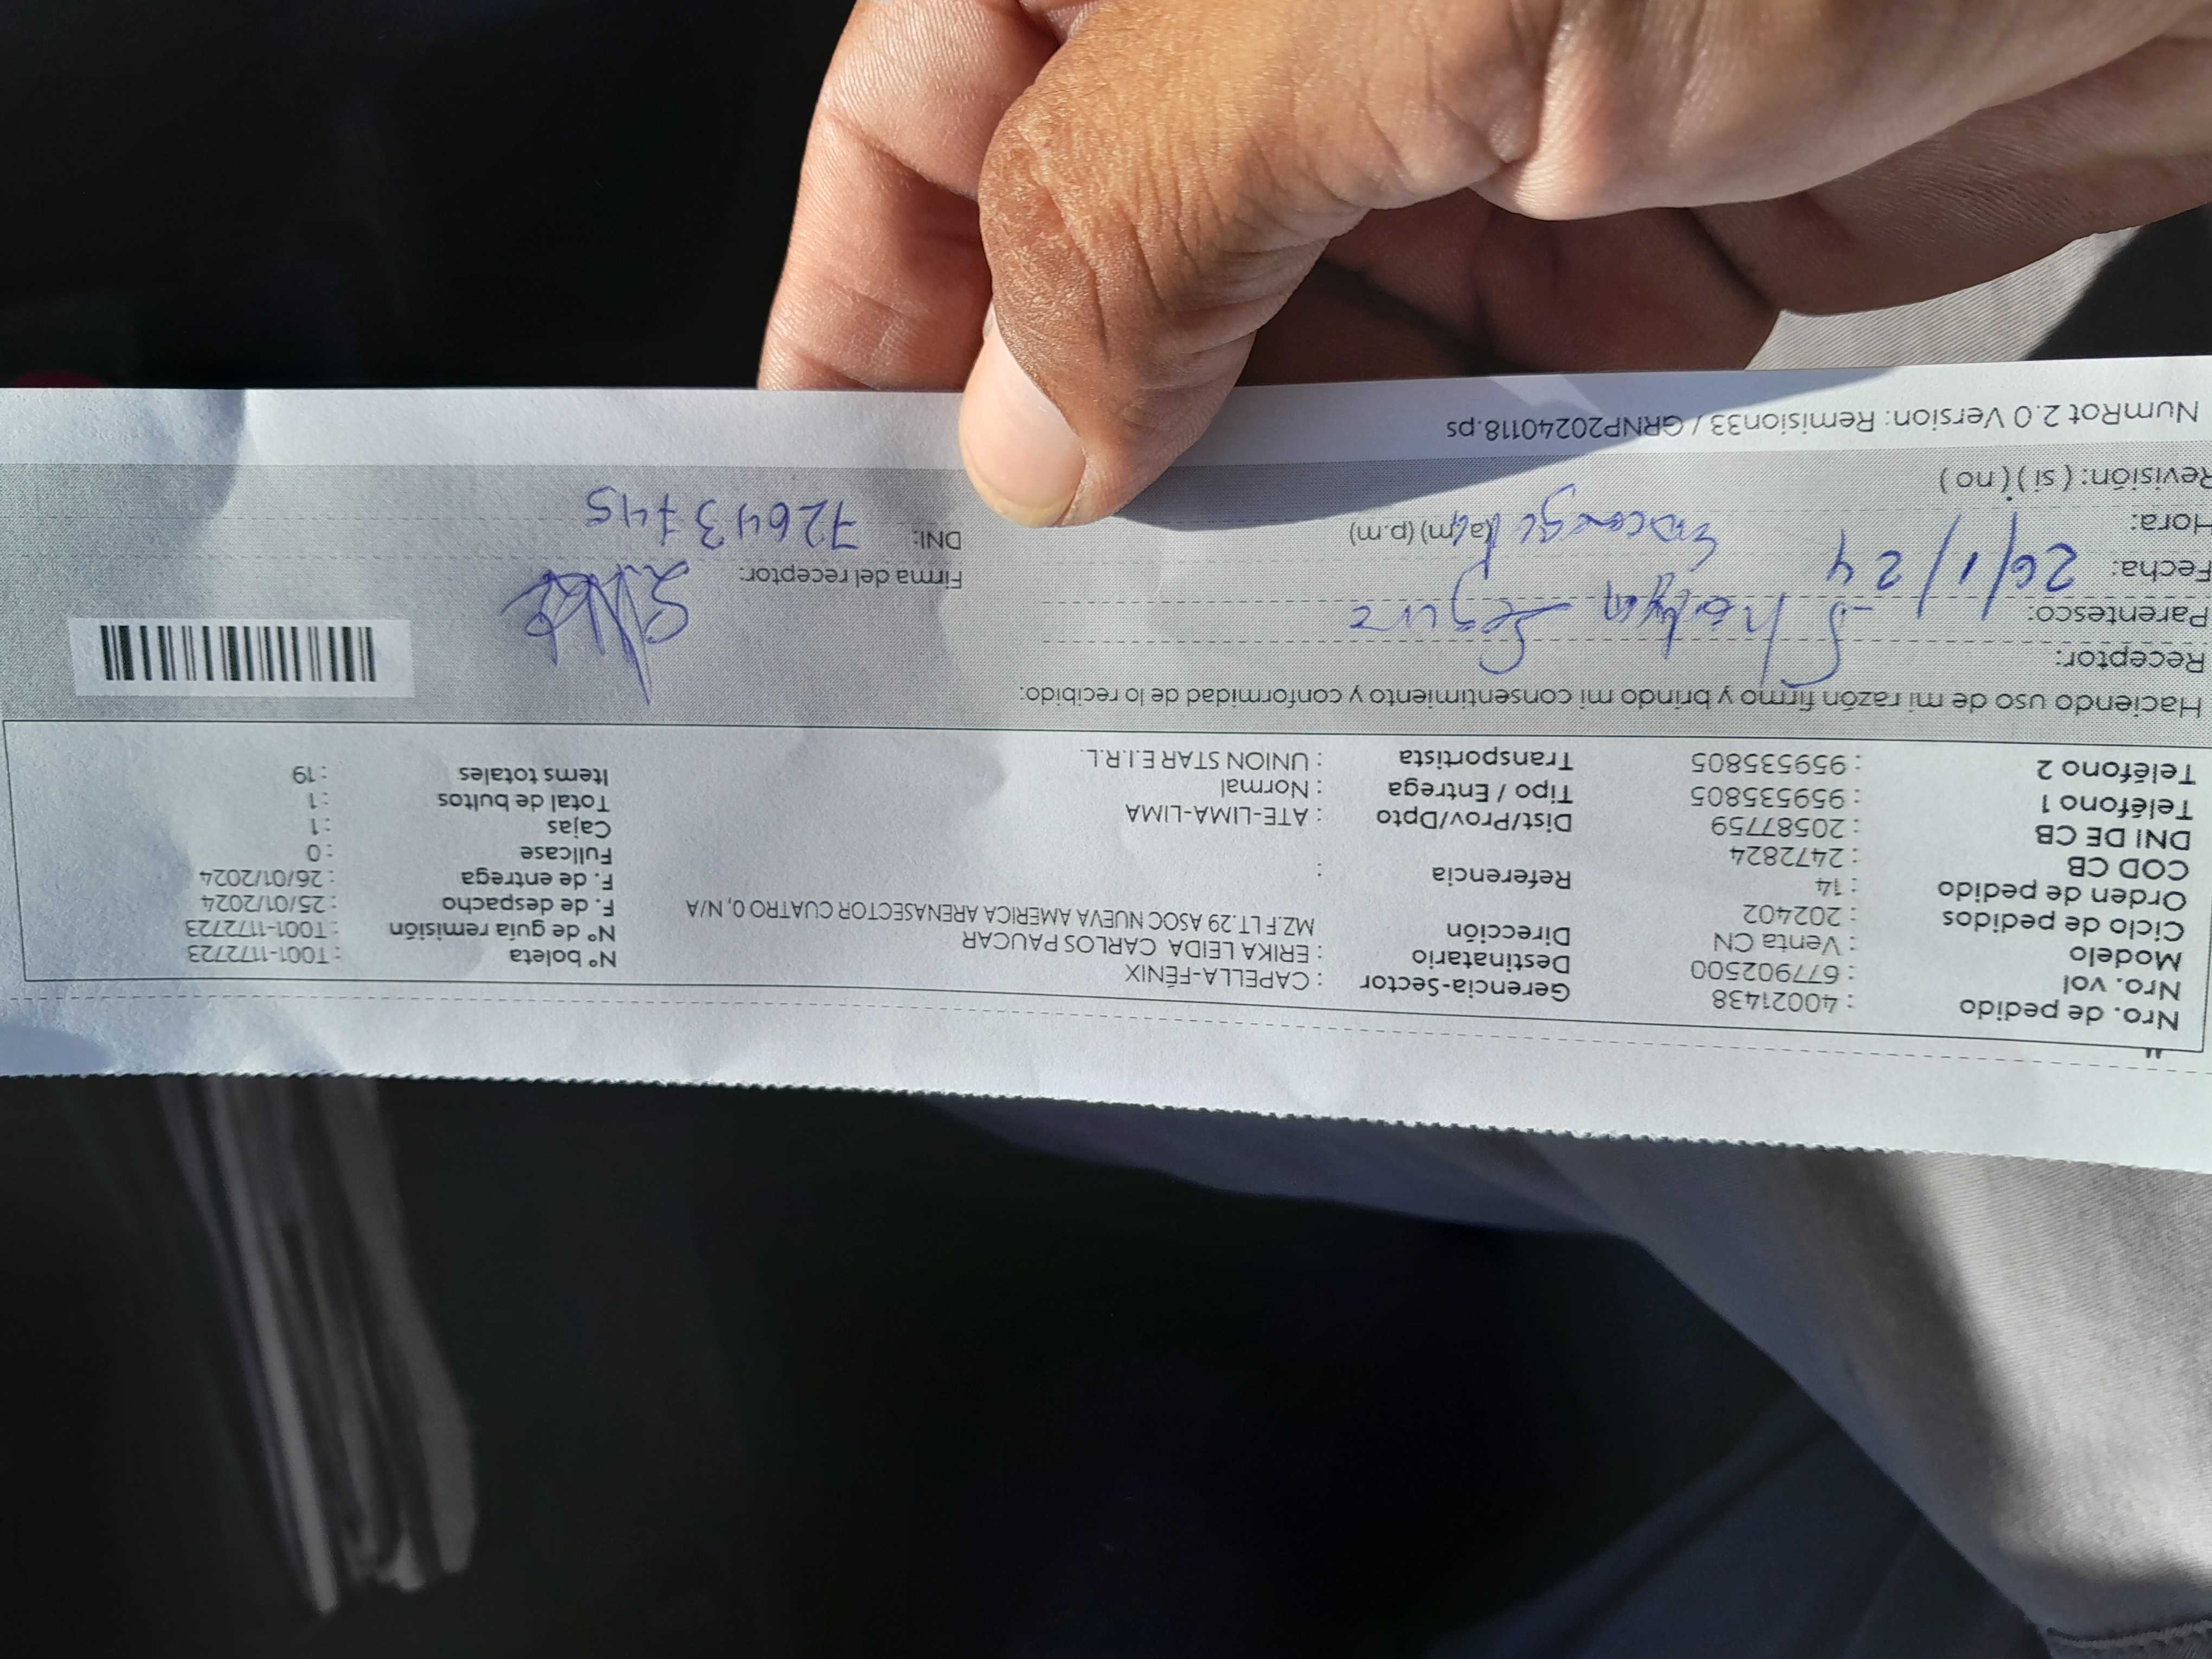 Nro. de pedido : 40021438 Gerencia-Sector : CAPELLA-FÉNIX Nº boleta : T001-1172723
Nro. vol : 677902500 Destinatario : ERIKA LEIDA CARLOS PAUCAR Nº de guía remisión : T001-1172723
Modelo : Venta CN Dirección MZ.F LT.29 ASOC NUEVA AMERICA ARENASECTOR CUATRO 0, N/A F. de despacho : 25/01/2024
Ciclo de pedidos : 202402 F. de entrega : 26/01/2024
Orden de pedido : 14 Referencia : Fullcase : 0
COD CB : 2472824 Cajas : 1
DNI DE CB : 20587759 Dist/Prov/Dpto : ATE-LIMA-LIMA Total de bultos : 1
Teléfono 1 : 959535805 Tipo / Entrega : Normal Items totales : 19
Teléfono 2 : 959535805 Transportista : UNION STAR E.I.R.L.
Haciendo uso de mi razón firmo y brindo mi consentimiento y conformidad de lo recibido:
Receptor:
Parentesco: Segura Firma del receptor:
Fecha: 26/1/24
Hora: (a.m) (p.m) DNI: 72643745
Revisión: ( si ) ( no )
NumRot 2.0 Version: Remision33 / GRNP20240118.ps